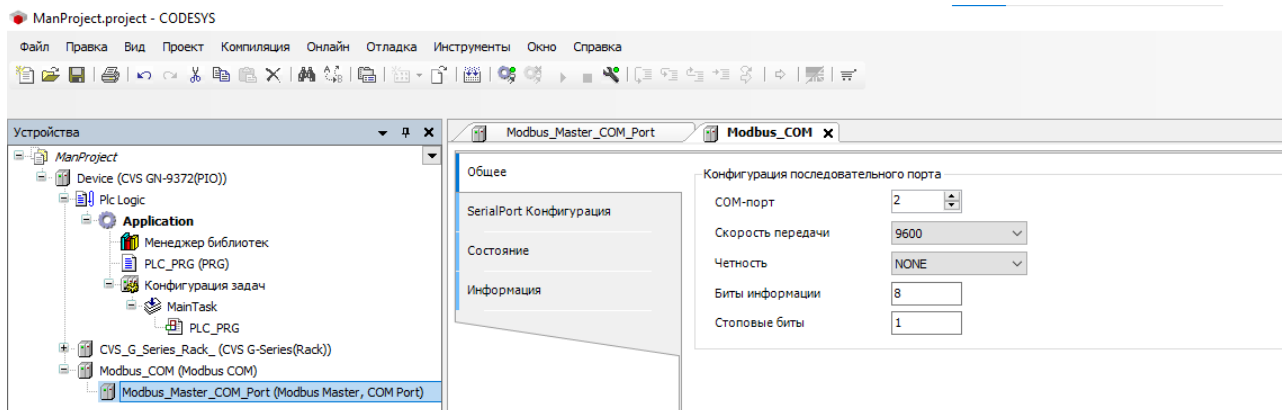 ManProject.project - CODESYS
Файл Правка Вид Проект Компиляция Онлайн Отладка Инструменты Окно Справка
Устройства
ManProject
Device (CVS GN-9372(PIO))
Plc Logic
Application
Менеджер библиотек
PLC_PRG (PRG)
Конфигурация задач
MainTask
PLC_PRG
CVS_G_Series_Rack_ (CVS G-Series(Rack))
Modbus_COM (Modbus COM)
Modbus_Master_COM_Port (Modbus Master, COM Port)
Modbus_Master_COM_Port Modbus_COM
Общее
SerialPort Конфигурация
Состояние
Информация
Конфигурация последовательного порта
COM-порт 2
Скорость передачи 9600
Четность NONE
Биты информации 8
Стоповые биты 1